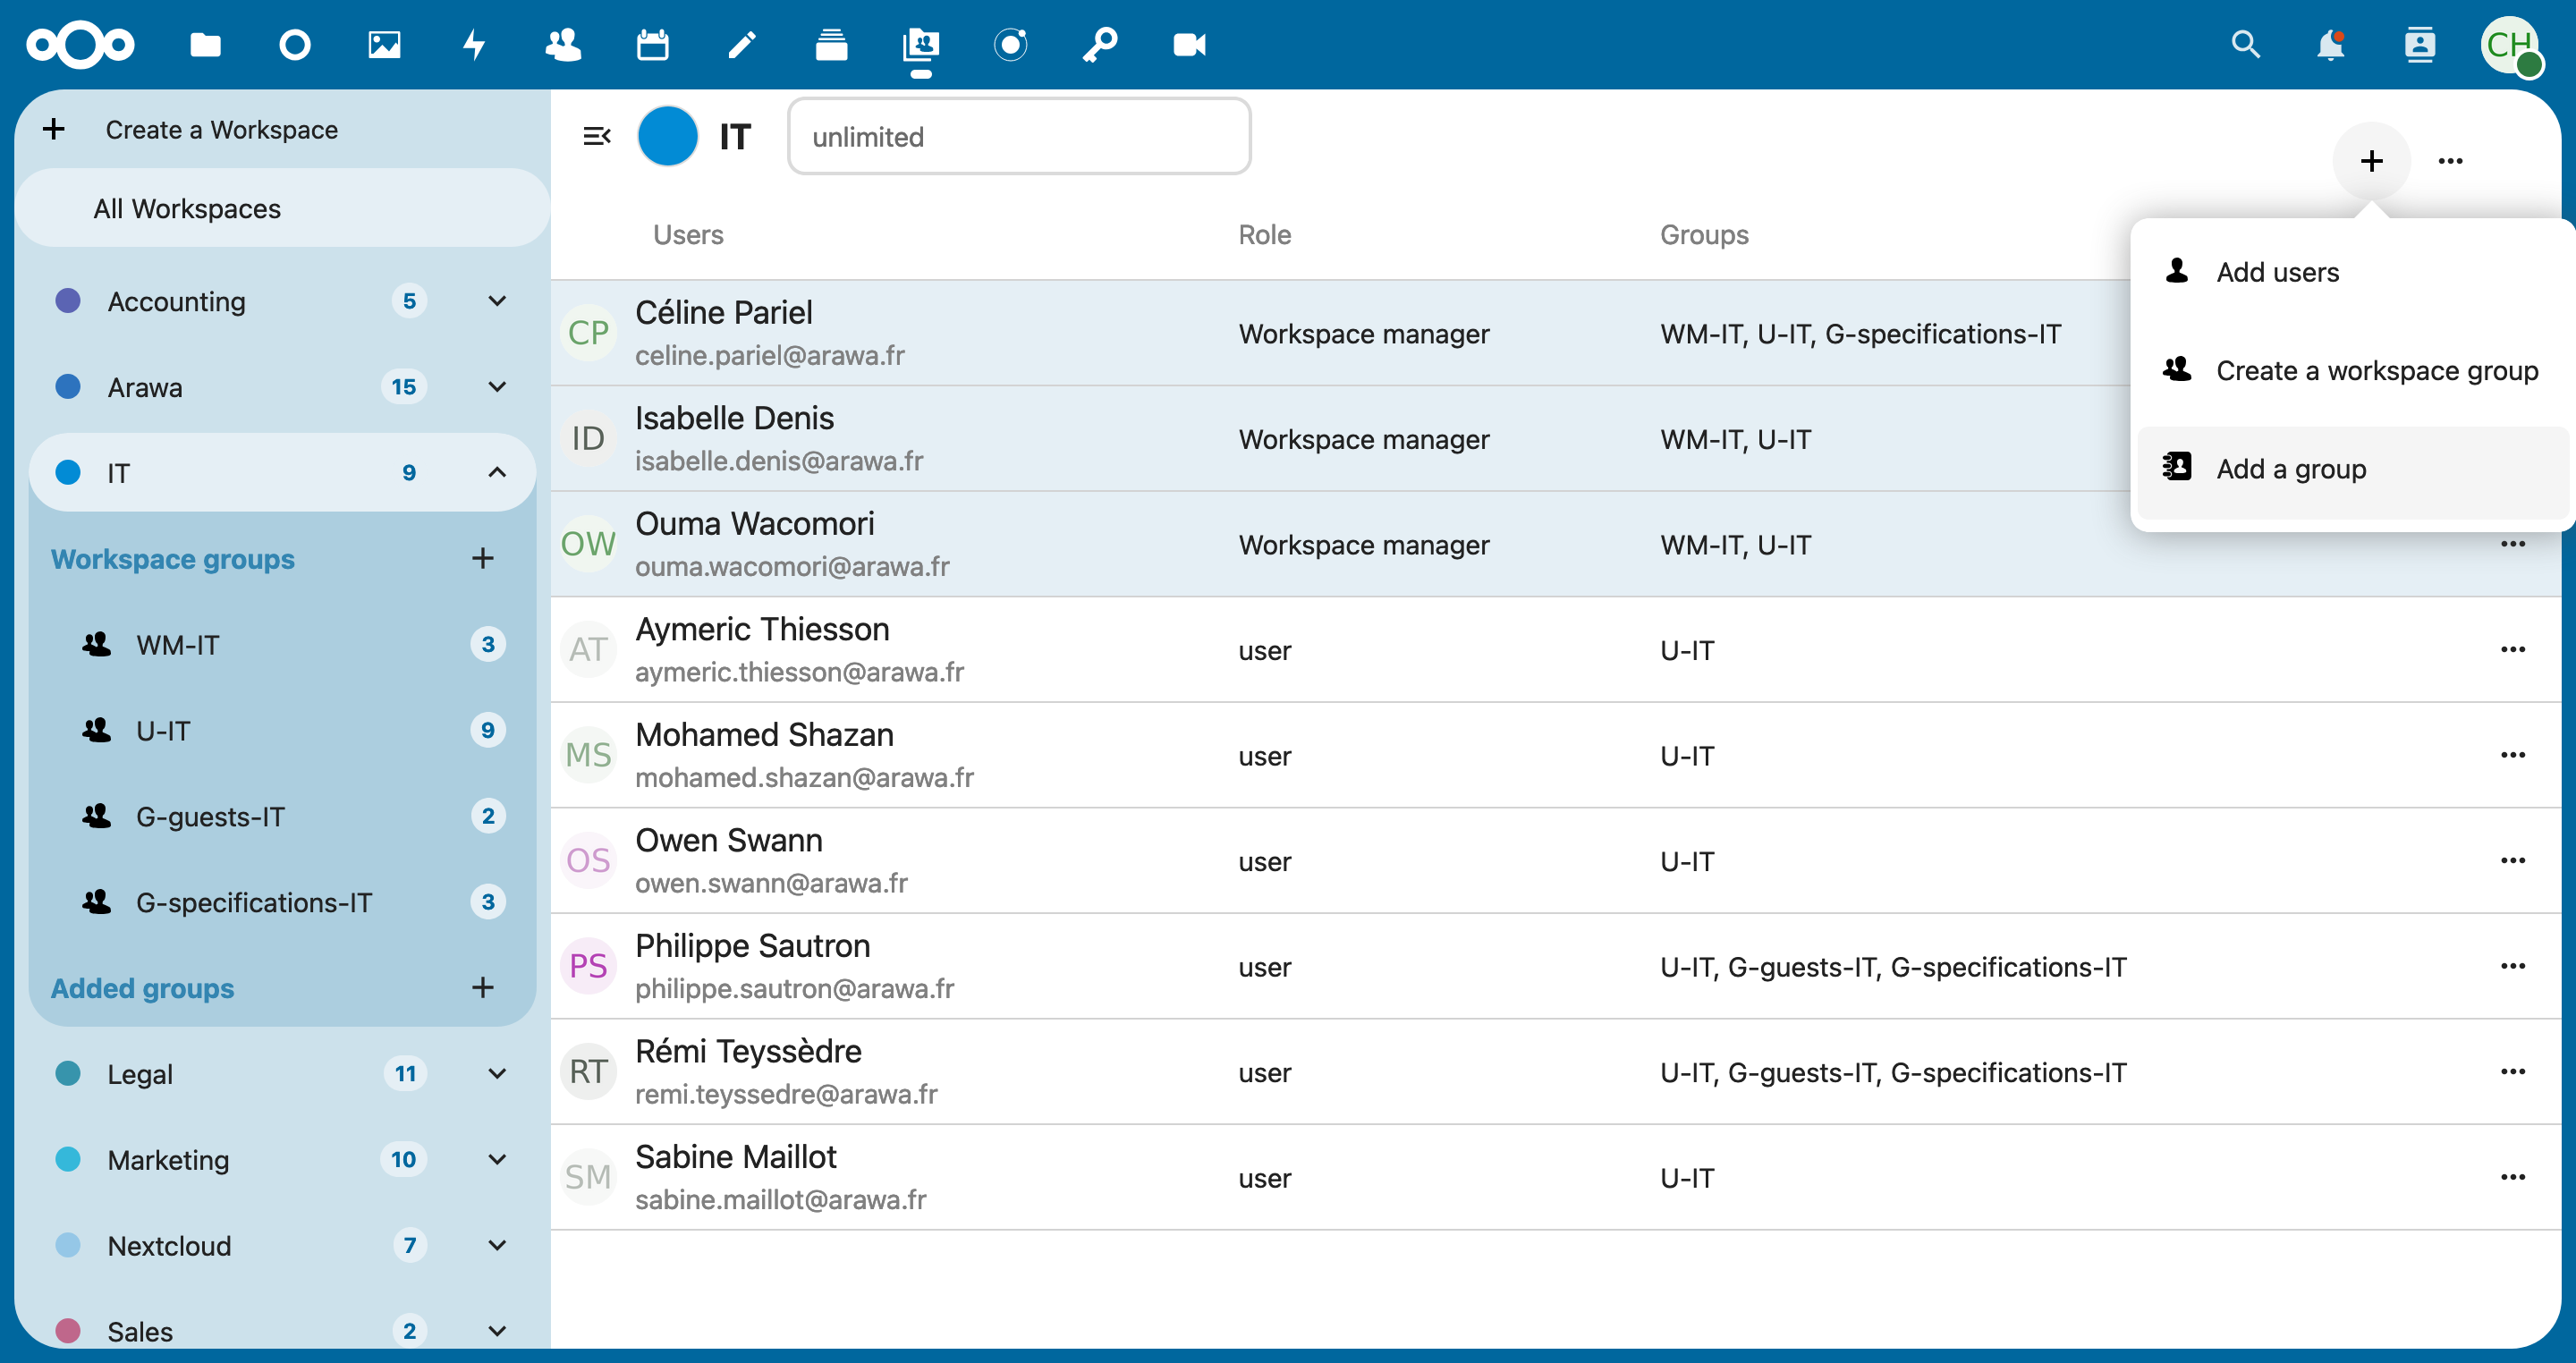 CH
Create a Workspace
All Workspaces
Accounting 5
Arawa 15
IT 9
Workspace groups
WM-IT 3
U-IT 9
G-guests-IT 2
G-specifications-IT 3
Added groups
Legal 11
Marketing 10
Nextcloud 7
Sales 2
IT unlimited
Users Role Groups
CP Céline Pariel
celine.pariel@arawa.fr
Workspace manager WM-IT, U-IT, G-specifications-IT
ID Isabelle Denis
isabelle.denis@arawa.fr
Workspace manager WM-IT, U-IT
OW Ouma Wacomori
ouma.wacomori@arawa.fr
Workspace manager WM-IT, U-IT
AT Aymeric Thiesson
aymeric.thiesson@arawa.fr
user U-IT
MS Mohamed Shazan
mohamed.shazan@arawa.fr
user U-IT
OS Owen Swann
owen.swann@arawa.fr
user U-IT
PS Philippe Sautron
philippe.sautron@arawa.fr
user U-IT, G-guests-IT, G-specifications-IT
RT Rémi Teyssèdre
remi.teyssedre@arawa.fr
user U-IT, G-guests-IT, G-specifications-IT
SM Sabine Maillot
sabine.maillot@arawa.fr
user U-IT
Add users
Create a workspace group
Add a group